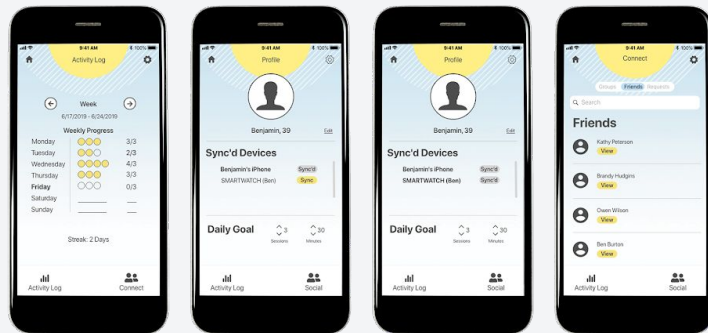 9:41 AM 100%
Activity Log
Week
6/17/2019 - 6/24/2019
Weekly Progress
Monday 3/3
Tuesday 2/3
Wednesday 4/3
Thursday 3/3
Friday 0/3
Saturday
Sunday
Streak: 2 Days
Activity Log Connect
9:41 AM 100%
Profile
Benjamin, 39 Edit
Sync'd Devices
Benjamin's iPhone Sync'd
SMARTWATCH (Ben) Sync
Daily Goal 3 30
Sessions Minutes
Activity Log Social
9:41 AM 100%
Profile
Benjamin, 39 Edit
Sync'd Devices
Benjamin's iPhone Sync'd
SMARTWATCH (Ben) Sync'd
Daily Goal 3 30
Sessions Minutes
Activity Log Social
9:41 AM 100%
Connect
Groups Friends Requests
Search
Friends
Kathy Peterson
View
Brandy Hudgins
View
Owen Wilson
View
Ben Burton
View
Activity Log Social